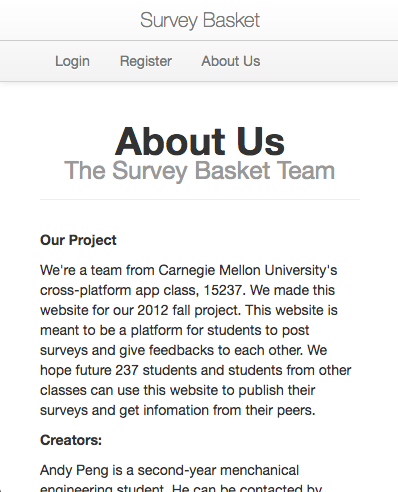 Survey Basket
Login Register About Us
About Us
The Survey Basket Team
Our Project
We're a team from Carnegie Mellon University's
cross-platform app class, 15237. We made this
website for our 2012 fall project. This website is
meant to be a platform for students to post
surveys and give feedbacks to each other. We
hope future 237 students and students from other
classes can use this website to publish their
surveys and get infomation from their peers.
Creators:
Andy Peng is a second-year menchanical
engineering student. He can be contacted by